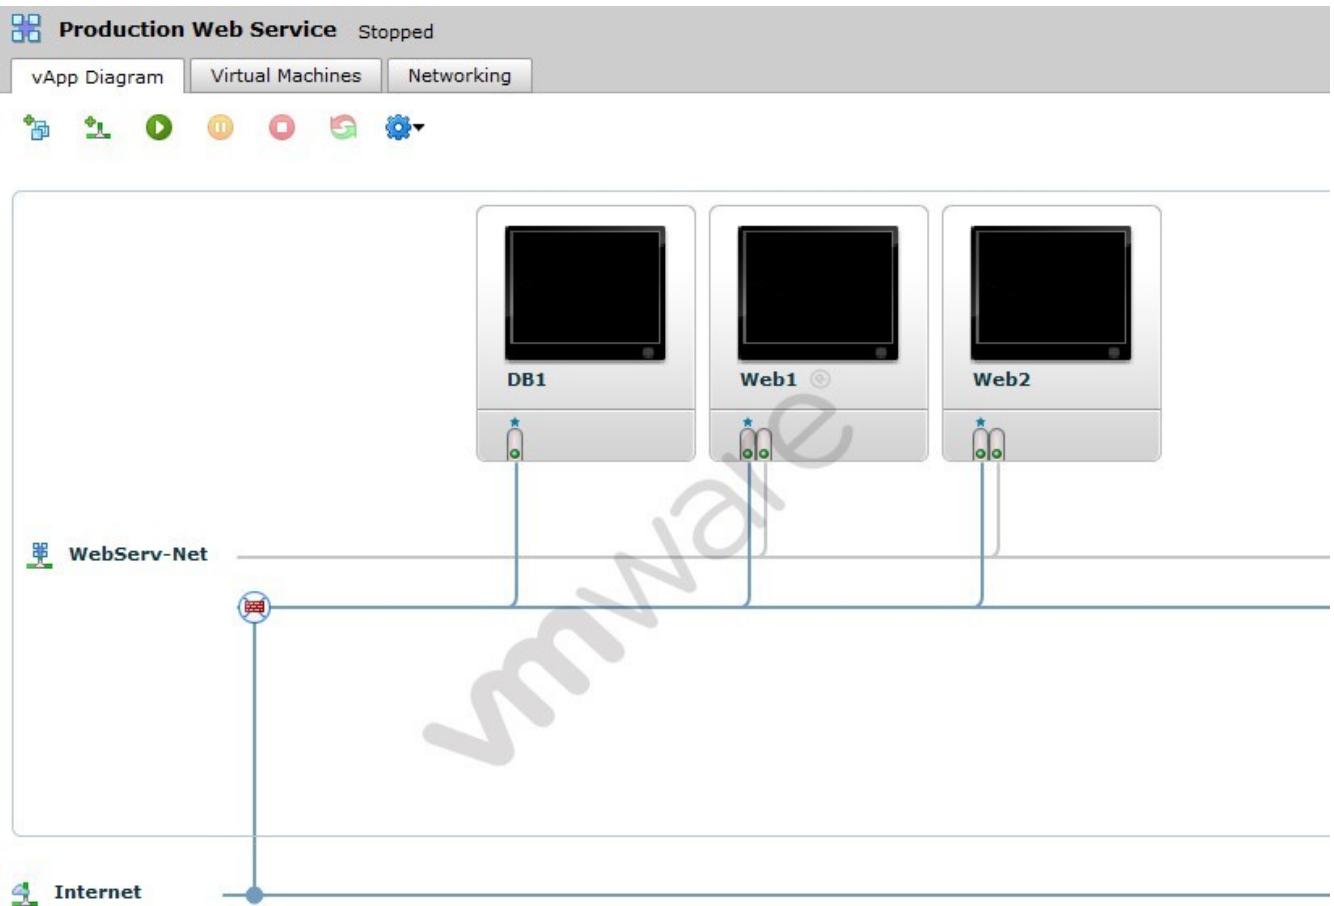 Production Web Service Stopped
vApp Diagram Virtual Machines Networking
DB1 Web1 Web2
vmware®
WebServ-Net
Internet